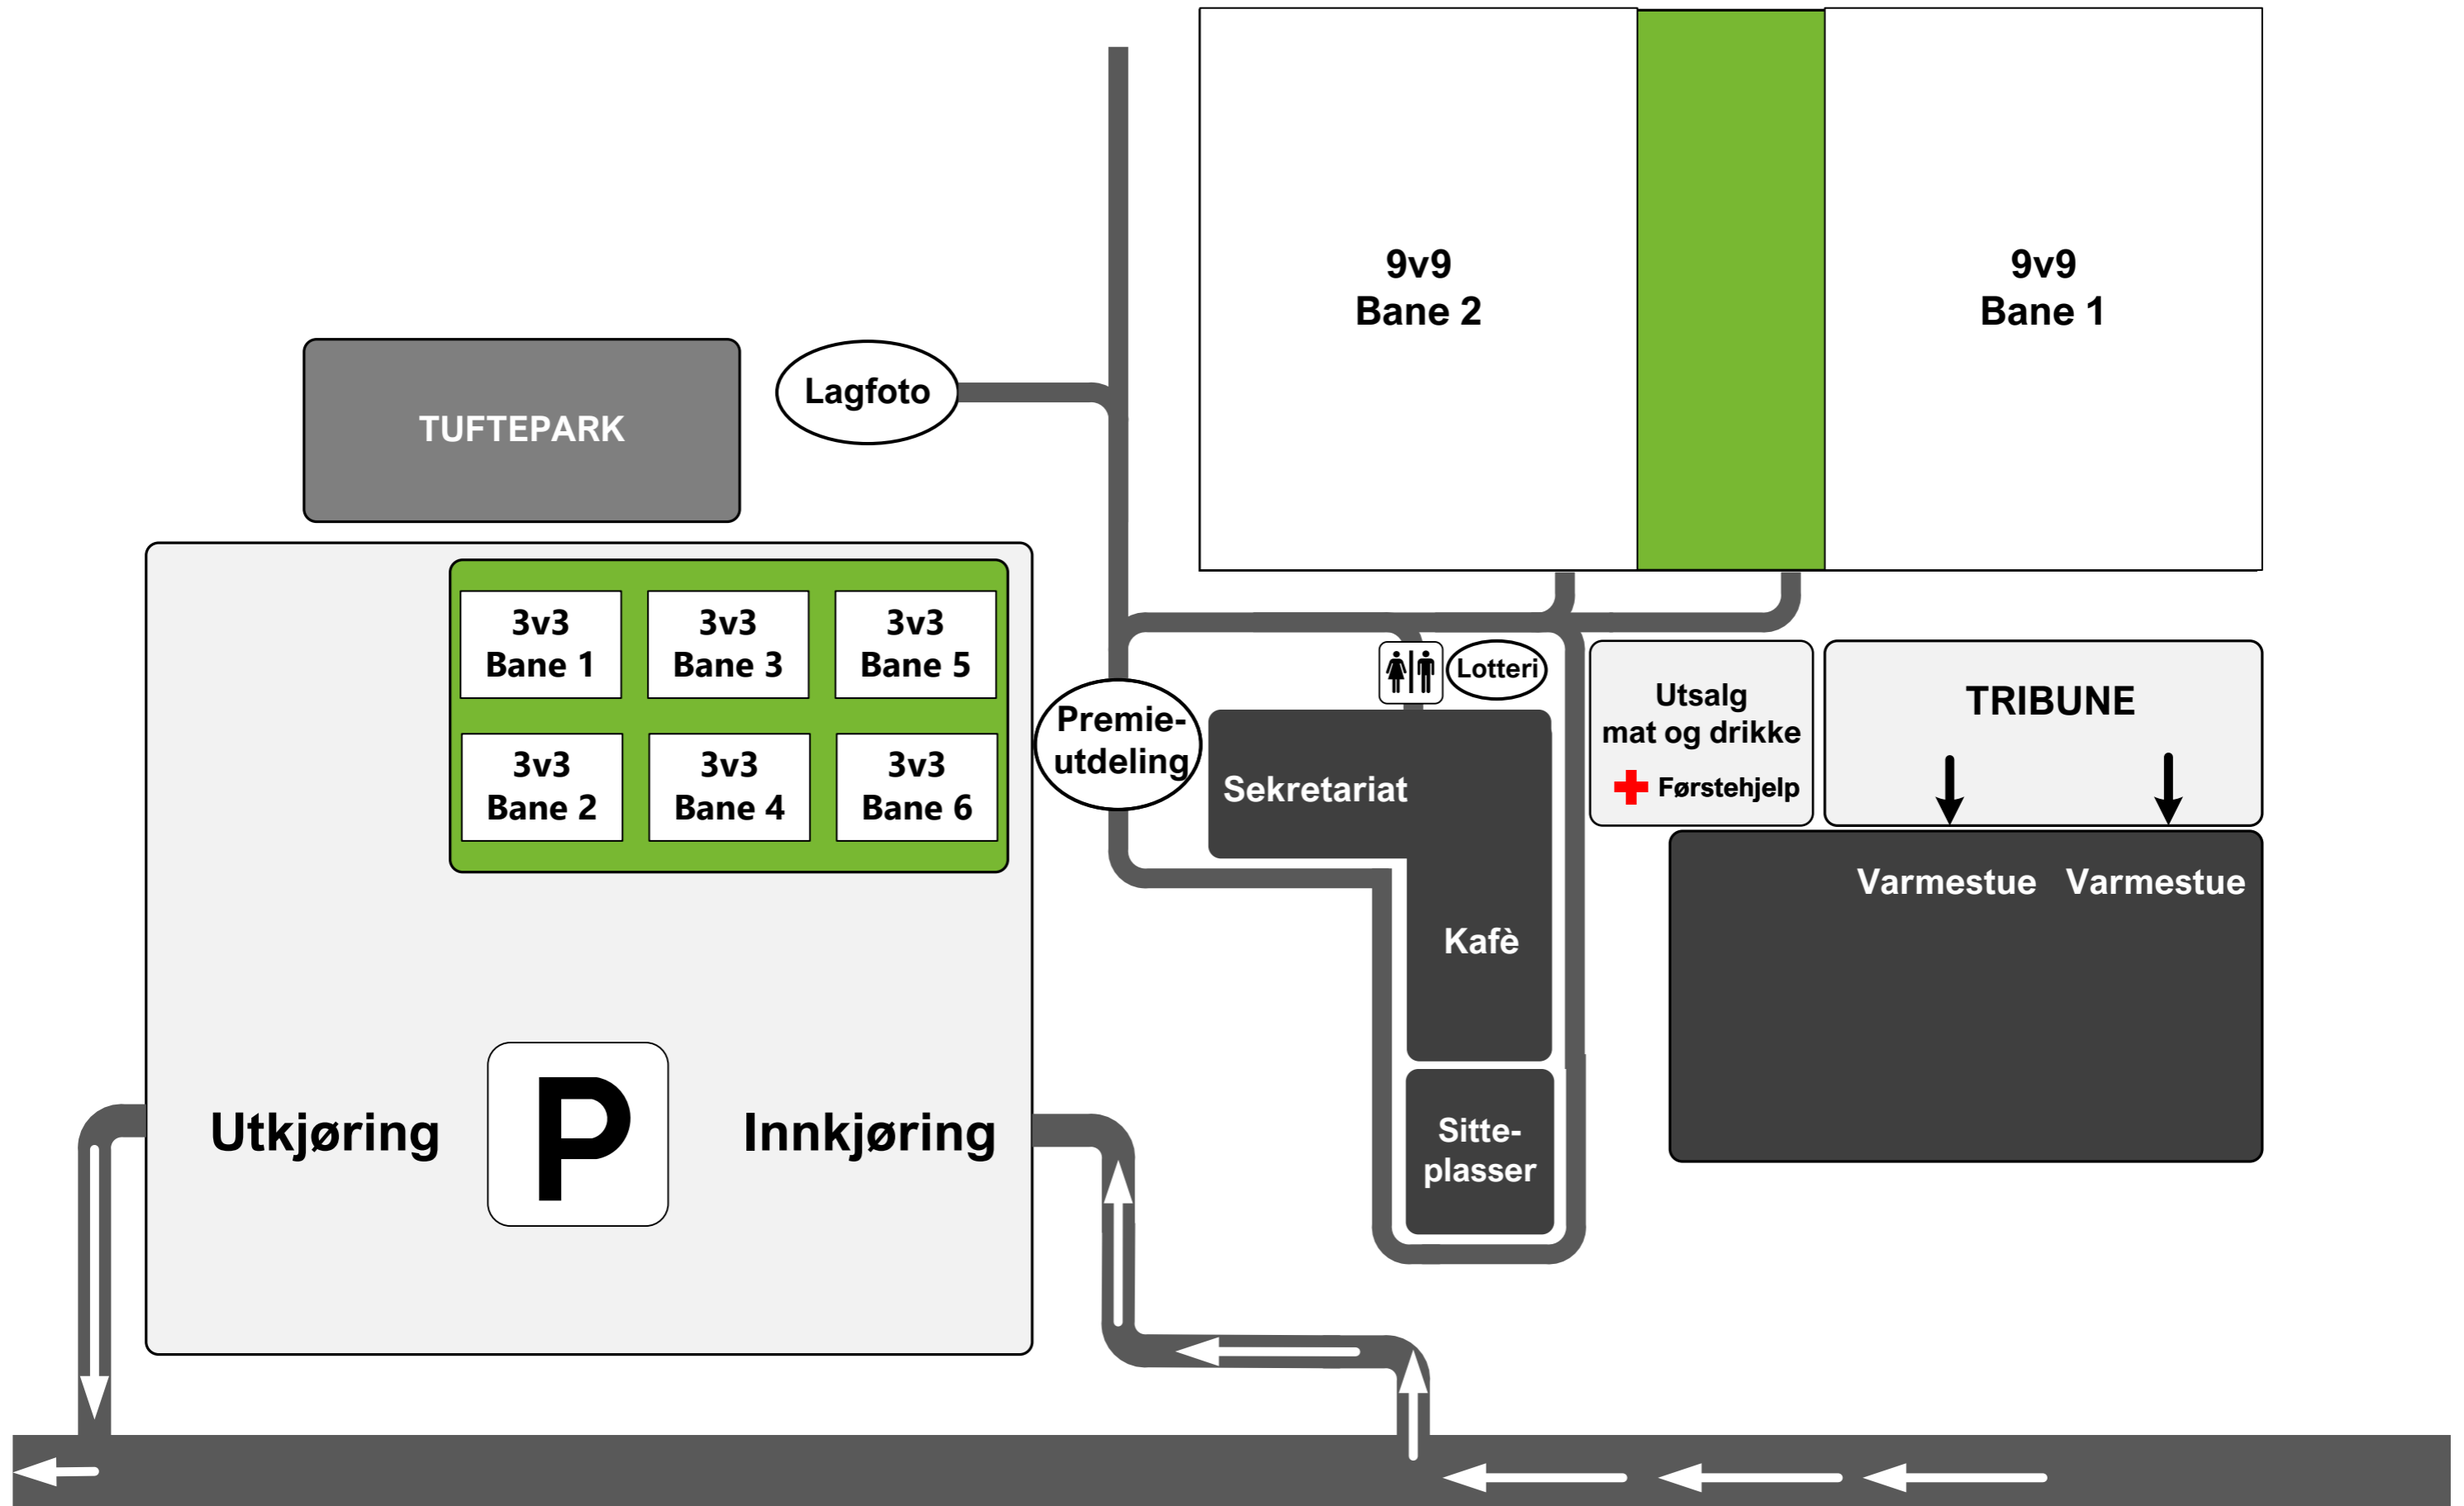 9v9
Bane 2
9v9
Bane 1
Lagfoto
TUFTEPARK
3v3
Bane 1
3v3
Bane 3
3v3
Bane 5
3v3
Bane 2
3v3
Bane 4
3v3
Bane 6
Premie-
utdeling
Lotteri
Sekretariat
Kafè
Sitte-
plasser
Utsalg
mat og drikke
Førstehjelp
TRIBUNE
Varmestue
Varmestue
Utkjøring
P
Innkjøring